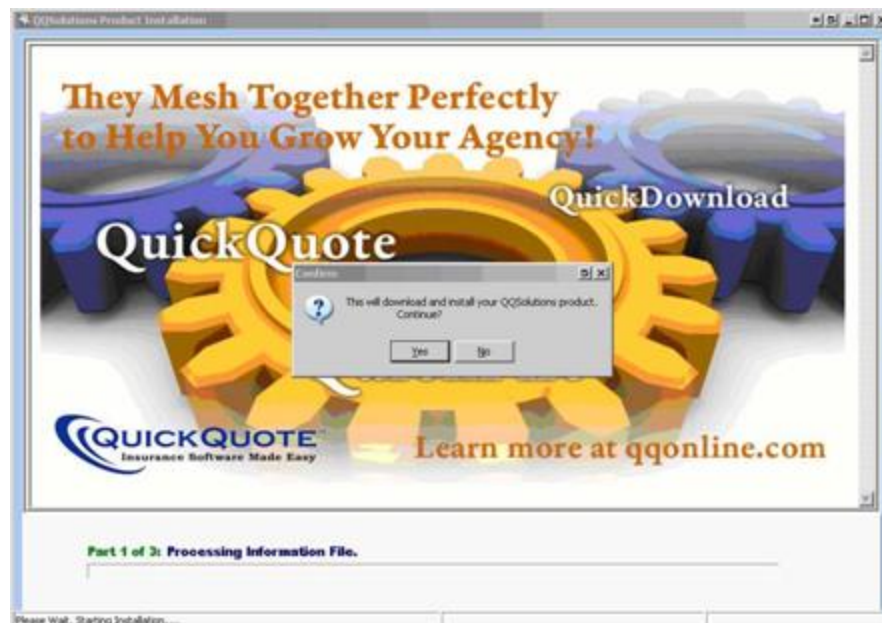 QQSolutions Product Installation
They Mesh Together Perfectly
to Help You Grow Your Agency!
QuickDownload
QuickQuote
Confirm
This will download and install your QQSolutions product.
Continue?
Yes
No
QUICKQUOTE
Insurance Software Made Easy
Learn more at qqonline.com
Part 1 of 3: Processing Information File.
Please Wait, Starting Installation.....